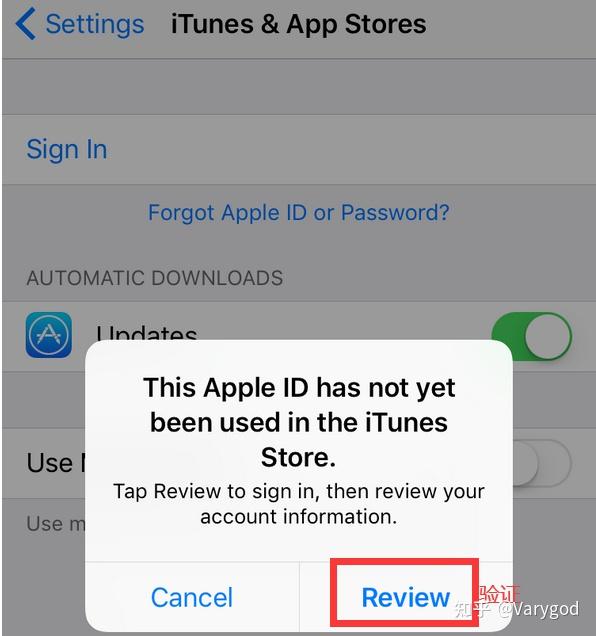 Settings iTunes & App Stores
Sign In
Forgot Apple ID or Password?
AUTOMATIC DOWNLOADS
Updates
This Apple ID has not yet
been used in the iTunes
Store.
Use
Tap Review to sign in, then review your
account information.
Use m
Cancel Review 验证
知乎 @Varygod